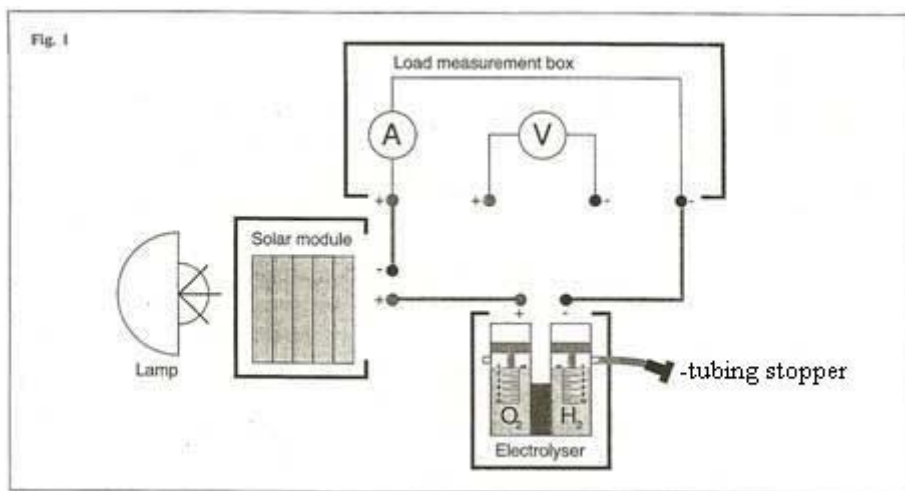 Fig. 1
Load measurement box
A
V
+
+
-
-
Solar module
-
+
+
-
Lamp
-tubing stopper
O2
H2
Electrolyser